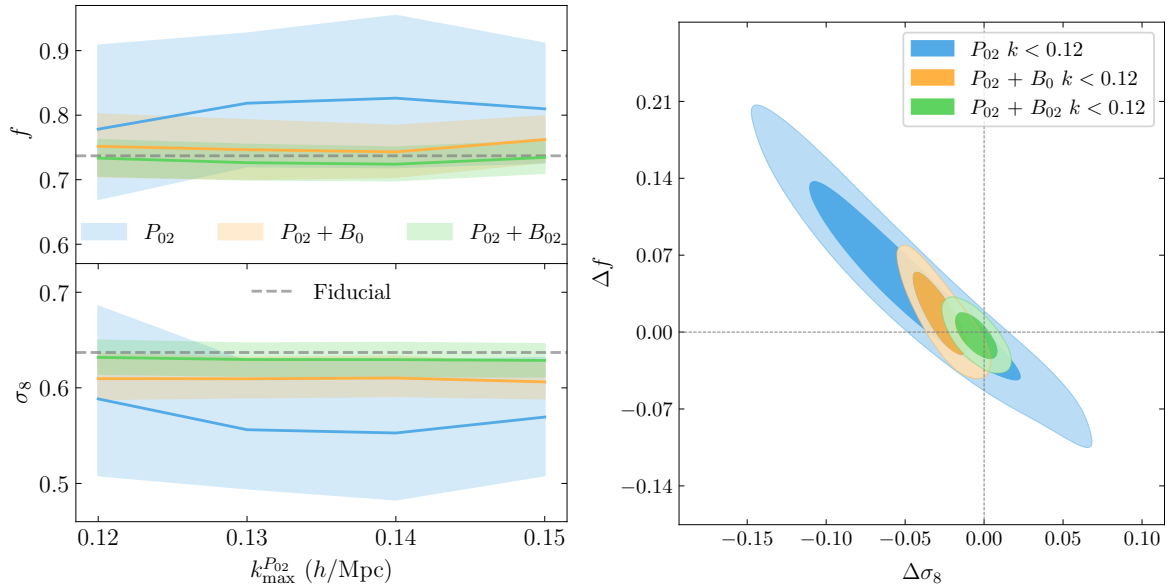 0.9
0.8
f
0.7
0.6
P₀₂ P₀₂ + B₀ P₀₂ + B₀₂
0.7
Fiducial
σ₈
0.6
0.5
0.12 0.13 0.14 0.15
k_max^{P₀₂} (h/Mpc)
P₀₂ k < 0.12
P₀₂ + B₀ k < 0.12
P₀₂ + B₀₂ k < 0.12
0.21
0.14
0.07
Δf
0.00
−0.07
−0.14
−0.15 −0.10 −0.05 0.00 0.05 0.10
Δσ₈